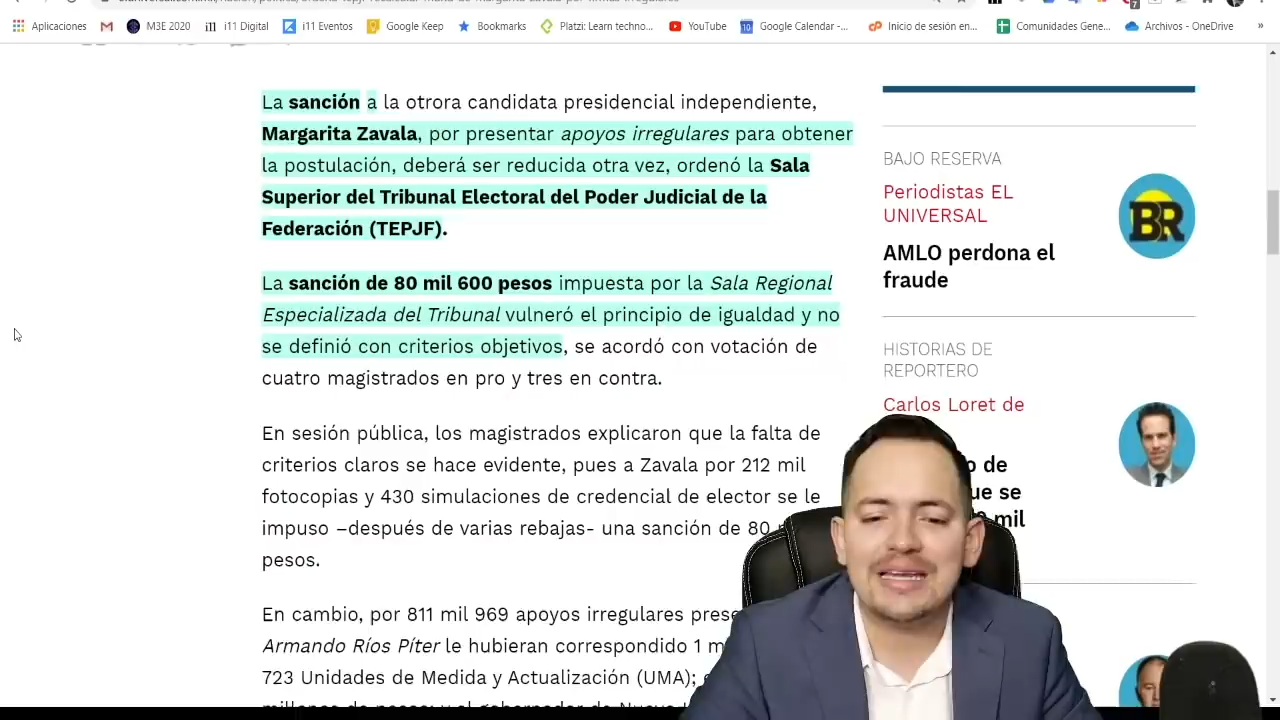 Aplicaciones M3E 2020 i11 Digital i11 Eventos Google Keep Bookmarks Platzi: Learn techno... YouTube Google Calendar -... Inicio de sesión en... Comunidades Gene... Archivos - OneDrive »
La sanción a la otrora candidata presidencial independiente,
Margarita Zavala, por presentar apoyos irregulares para obtener
la postulación, deberá ser reducida otra vez, ordenó la Sala
Superior del Tribunal Electoral del Poder Judicial de la
Federación (TEPJF).
La sanción de 80 mil 600 pesos impuesta por la Sala Regional
Especializada del Tribunal vulneró el principio de igualdad y no
se definió con criterios objetivos, se acordó con votación de
cuatro magistrados en pro y tres en contra.
En sesión pública, los magistrados explicaron que la falta de
criterios claros se hace evidente, pues a Zavala por 212 mil
fotocopias y 430 simulaciones de credencial de elector se le
impuso –después de varias rebajas- una sanción de 80
pesos.
En cambio, por 811 mil 969 apoyos irregulares
Armando Ríos Píter le hubieran correspondido 1
723 Unidades de Medida y Actualización (UMA);
BAJO RESERVA
Periodistas EL
UNIVERSAL
BR
AMLO perdona el
fraude
HISTORIAS DE
REPORTERO
Carlos Loret de
de
se
mil